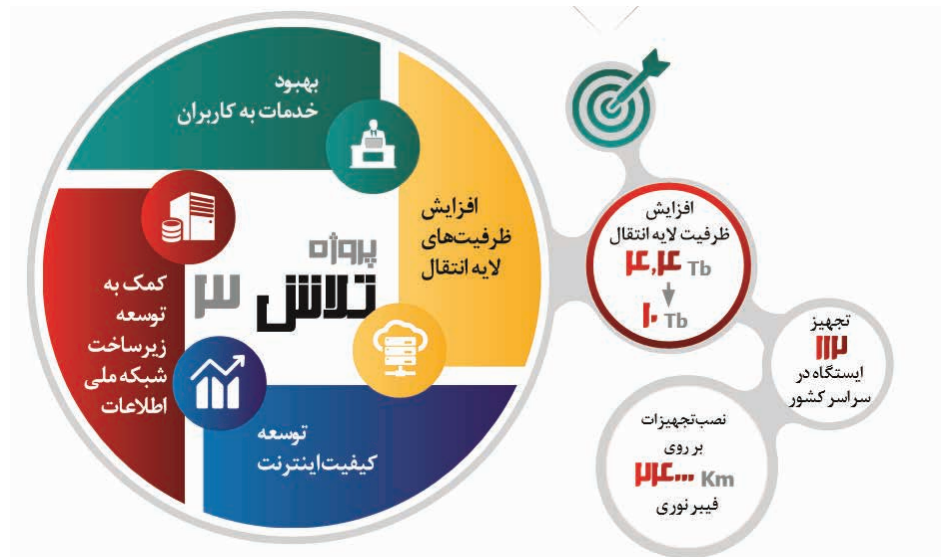 بهبود
خدمات به کاربران
افزایش
ظرفیت‌های
لایه انتقال
پروژه
تلاش ۳
کمک به
توسعه
زیرساخت
شبکه ملی
اطلاعات
توسعه
کیفیت اینترنت
افزایش
ظرفیت لایه انتقال
۴,۴ Tb
۱۰ Tb
تجهیز
۱۱۲
ایستگاه در
سراسر کشور
نصب تجهیزات
بر روی
۲۴۰۰۰ Km
فیبر نوری